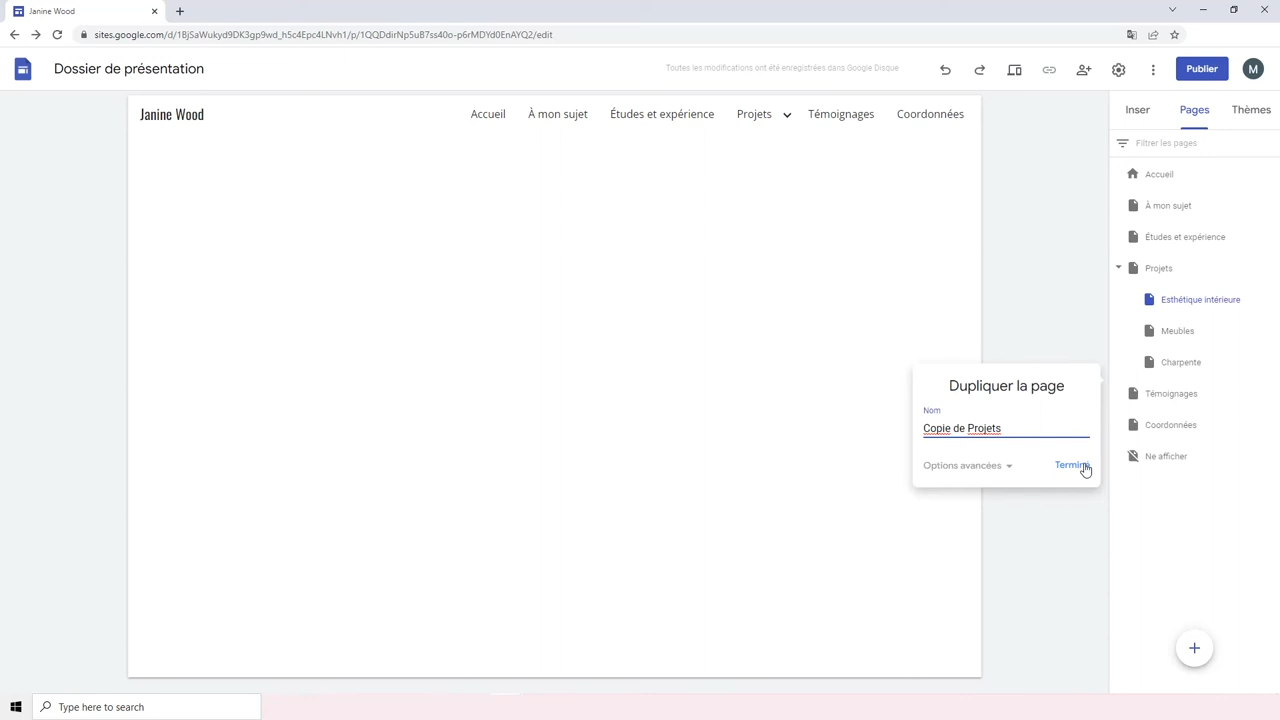 Janine Wood
sites.google.com/d/1BjSaWukyd9DK3gp9wd_h5c4Epc4LNvh1/p/1QQDdirNp5uB7ss40o-p6rMDYd0EnAYQ2/edit
Dossier de présentation
Toutes les modifications ont été enregistrées dans Google Disque
Publier
M
Janine Wood
Accueil
À mon sujet
Études et expérience
Projets
Témoignages
Coordonnées
Inser
Pages
Thèmes
Filtrer les pages
Accueil
À mon sujet
Études et expérience
Projets
Esthétique intérieure
Meubles
Charpente
Témoignages
Coordonnées
Ne afficher
Dupliquer la page
Nom
Copie de Projets
Options avancées
Terminé
Type here to search